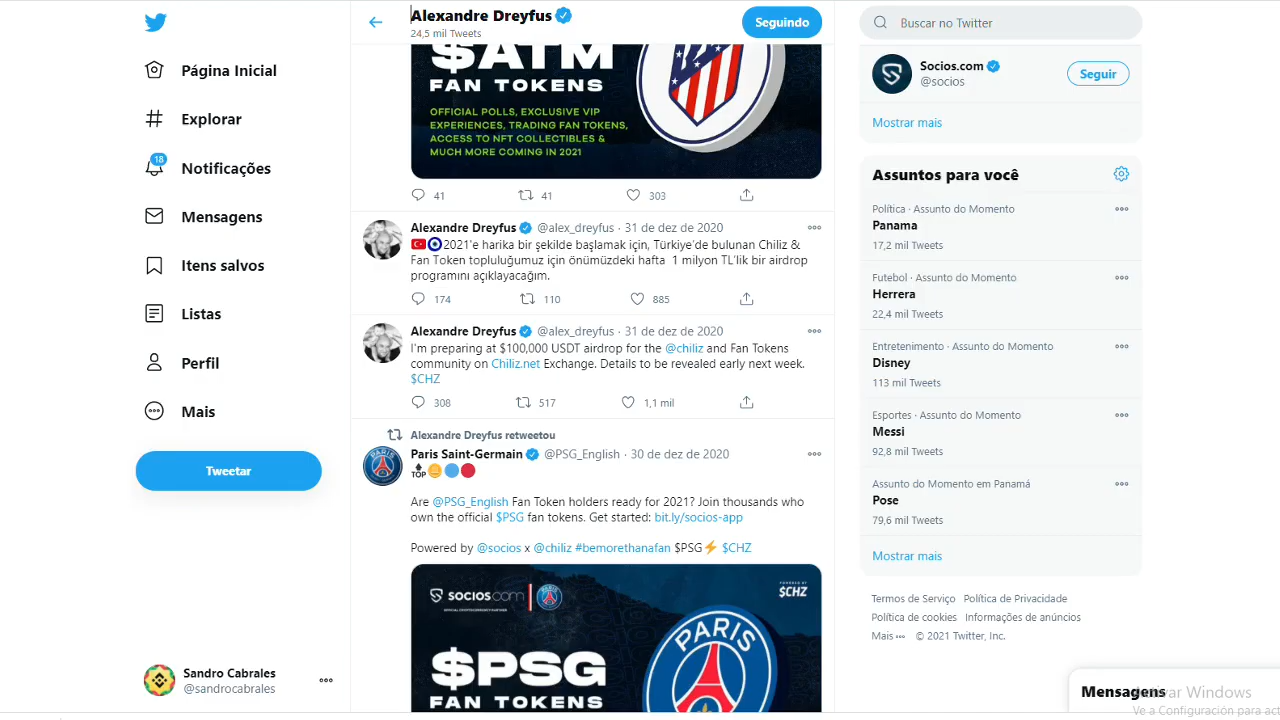 Alexandre Dreyfus
24,5 mil Tweets
Seguindo
Buscar no Twitter
Página Inicial
Explorar
18
Notificações
Mensagens
Itens salvos
Listas
Perfil
Mais
Tweetar
Sandro Cabrales
@sandrocabrales
$ATM
FAN TOKENS
OFFICIAL POLLS, EXCLUSIVE VIP
EXPERIENCES, TRADING FAN TOKENS,
ACCESS TO NFT COLLECTIBLES &
MUCH MORE COMING IN 2021
41 41 303
Alexandre Dreyfus @alex_dreyfus · 31 de dez de 2020
2021'e harika bir şekilde başlamak için, Türkiye'de bulunan Chiliz &
Fan Token topluluğumuz için önümüzdeki hafta 1 milyon TL'lik bir airdrop
programını açıklayacağım.
174 110 885
Alexandre Dreyfus @alex_dreyfus · 31 de dez de 2020
I'm preparing at $100,000 USDT airdrop for the @chiliz and Fan Tokens
community on Chiliz.net Exchange. Details to be revealed early next week.
$CHZ
308 517 1,1 mil
Alexandre Dreyfus retweetou
Paris Saint-Germain @PSG_English · 30 de dez de 2020
TOP
Are @PSG_English Fan Token holders ready for 2021? Join thousands who
own the official $PSG fan tokens. Get started: bit.ly/socios-app
Powered by @socios x @chiliz #bemorethanafan $PSG⚡ $CHZ
SOCIOS.COM
POWERED BY
$CHZ
$PSG
FAN TOKENS
PARIS
Socios.com
@socios
Seguir
Mostrar mais
Assuntos para você
Política · Assunto do Momento
Panama
17,2 mil Tweets
Futebol · Assunto do Momento
Herrera
22,4 mil Tweets
Entretenimento · Assunto do Momento
Disney
113 mil Tweets
Esportes · Assunto do Momento
Messi
92,8 mil Tweets
Assunto do Momento em Panamá
Pose
79,6 mil Tweets
Mostrar mais
Termos de Serviço Política de Privacidade
Política de cookies Informações de anúncios
Mais ••• © 2021 Twitter, Inc.
Mensagens
Activar Windows
Ve a Configuración para act